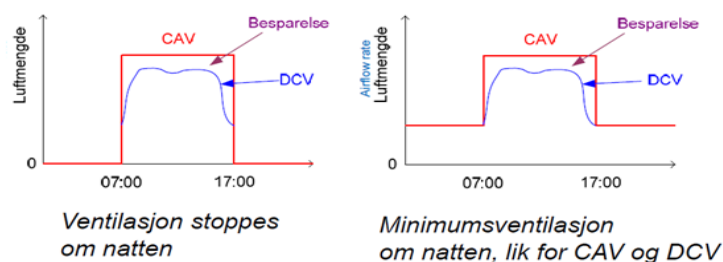 Luftmengde
CAV
Besparelse
DCV
0
07:00
17:00
Ventilasjon stoppes
om natten
Airflow rate
Luftmengde
CAV
Besparelse
DCV
0
07:00
17:00
Minimumsventilasjon
om natten, lik for CAV og DCV